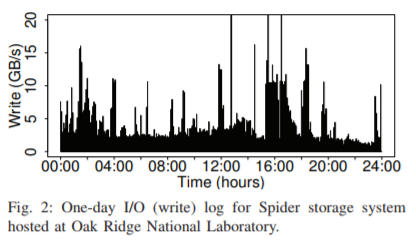 Write (GB/s)
20
15
10
5
0
00:00 04:00 08:00 12:00 16:00 20:00 24:00
Time (hours)
Fig. 2: One-day I/O (write) log for Spider storage system
hosted at Oak Ridge National Laboratory.